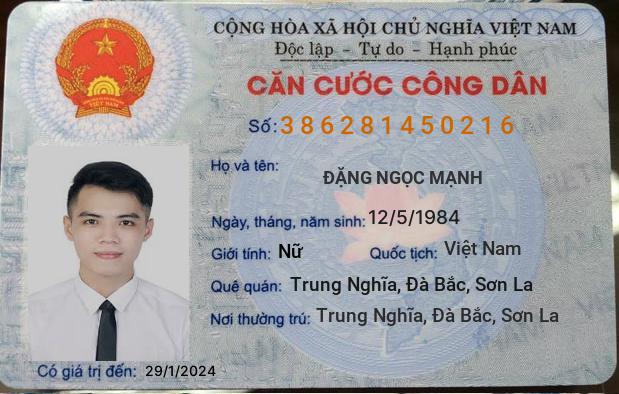 CỘNG HÒA XÃ HỘI CHỦ NGHĨA VIỆT NAM
Độc lập - Tự do - Hạnh phúc
CĂN CƯỚC CÔNG DÂN
Số: 386281450216
Họ và tên:
ĐẶNG NGỌC MẠNH
Ngày, tháng, năm sinh: 12/5/1984
Giới tính: Nữ Quốc tịch: Việt Nam
Quê quán: Trung Nghĩa, Đà Bắc, Sơn La
Nơi thường trú: Trung Nghĩa, Đà Bắc, Sơn La
Có giá trị đến: 29/1/2024
VIỆT NAM